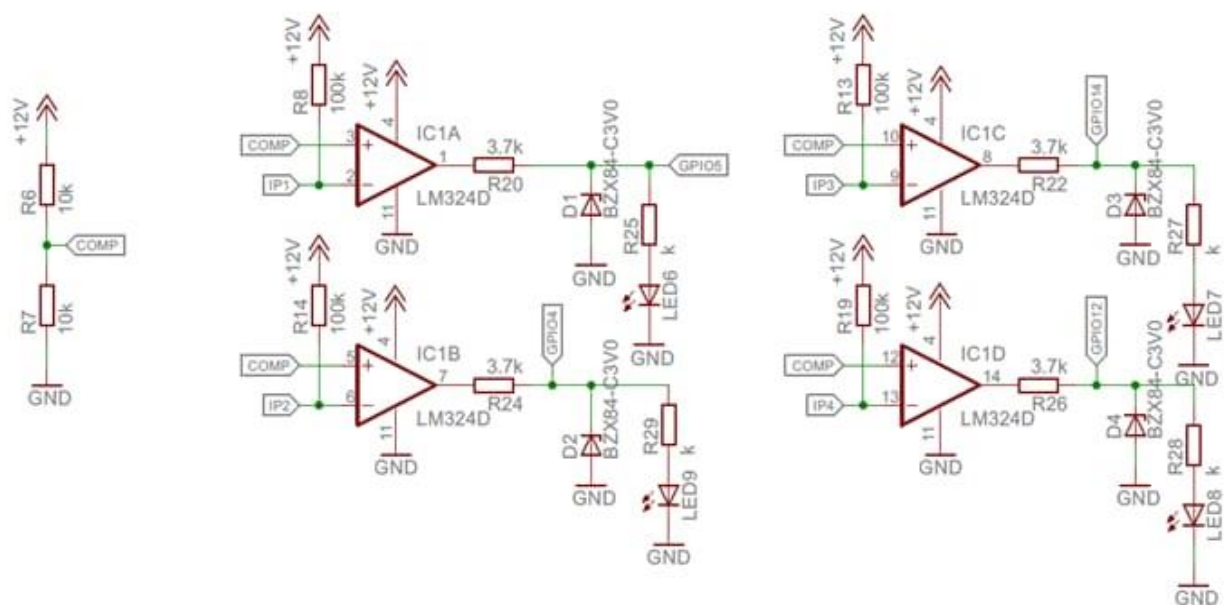 +12V
R6
10k
COMP
R7
10k
GND
+12V
R8
100k
+12V
4
IC1A
COMP
3
+
1
3.7k
R20
IP1
2
-
LM324D
11
GND
D1
BZX84-C3V0
GND
GPIO5
R25
k
LED6
GND
+12V
R14
100k
+12V
4
IC1B
COMP
5
+
7
3.7k
R24
IP2
6
-
LM324D
11
GND
GPIO4
D2
BZX84-C3V0
GND
R29
k
LED9
GND
+12V
R13
100k
+12V
4
IC1C
COMP
10
+
8
3.7k
R22
IP3
9
-
LM324D
11
GND
GPIO14
D3
BZX84-C3V0
GND
R27
k
LED7
GND
+12V
R19
100k
+12V
4
IC1D
COMP
12
+
14
3.7k
R26
IP4
13
-
LM324D
11
GND
GPIO12
D4
BZX84-C3V0
GND
R28
k
LED8
GND